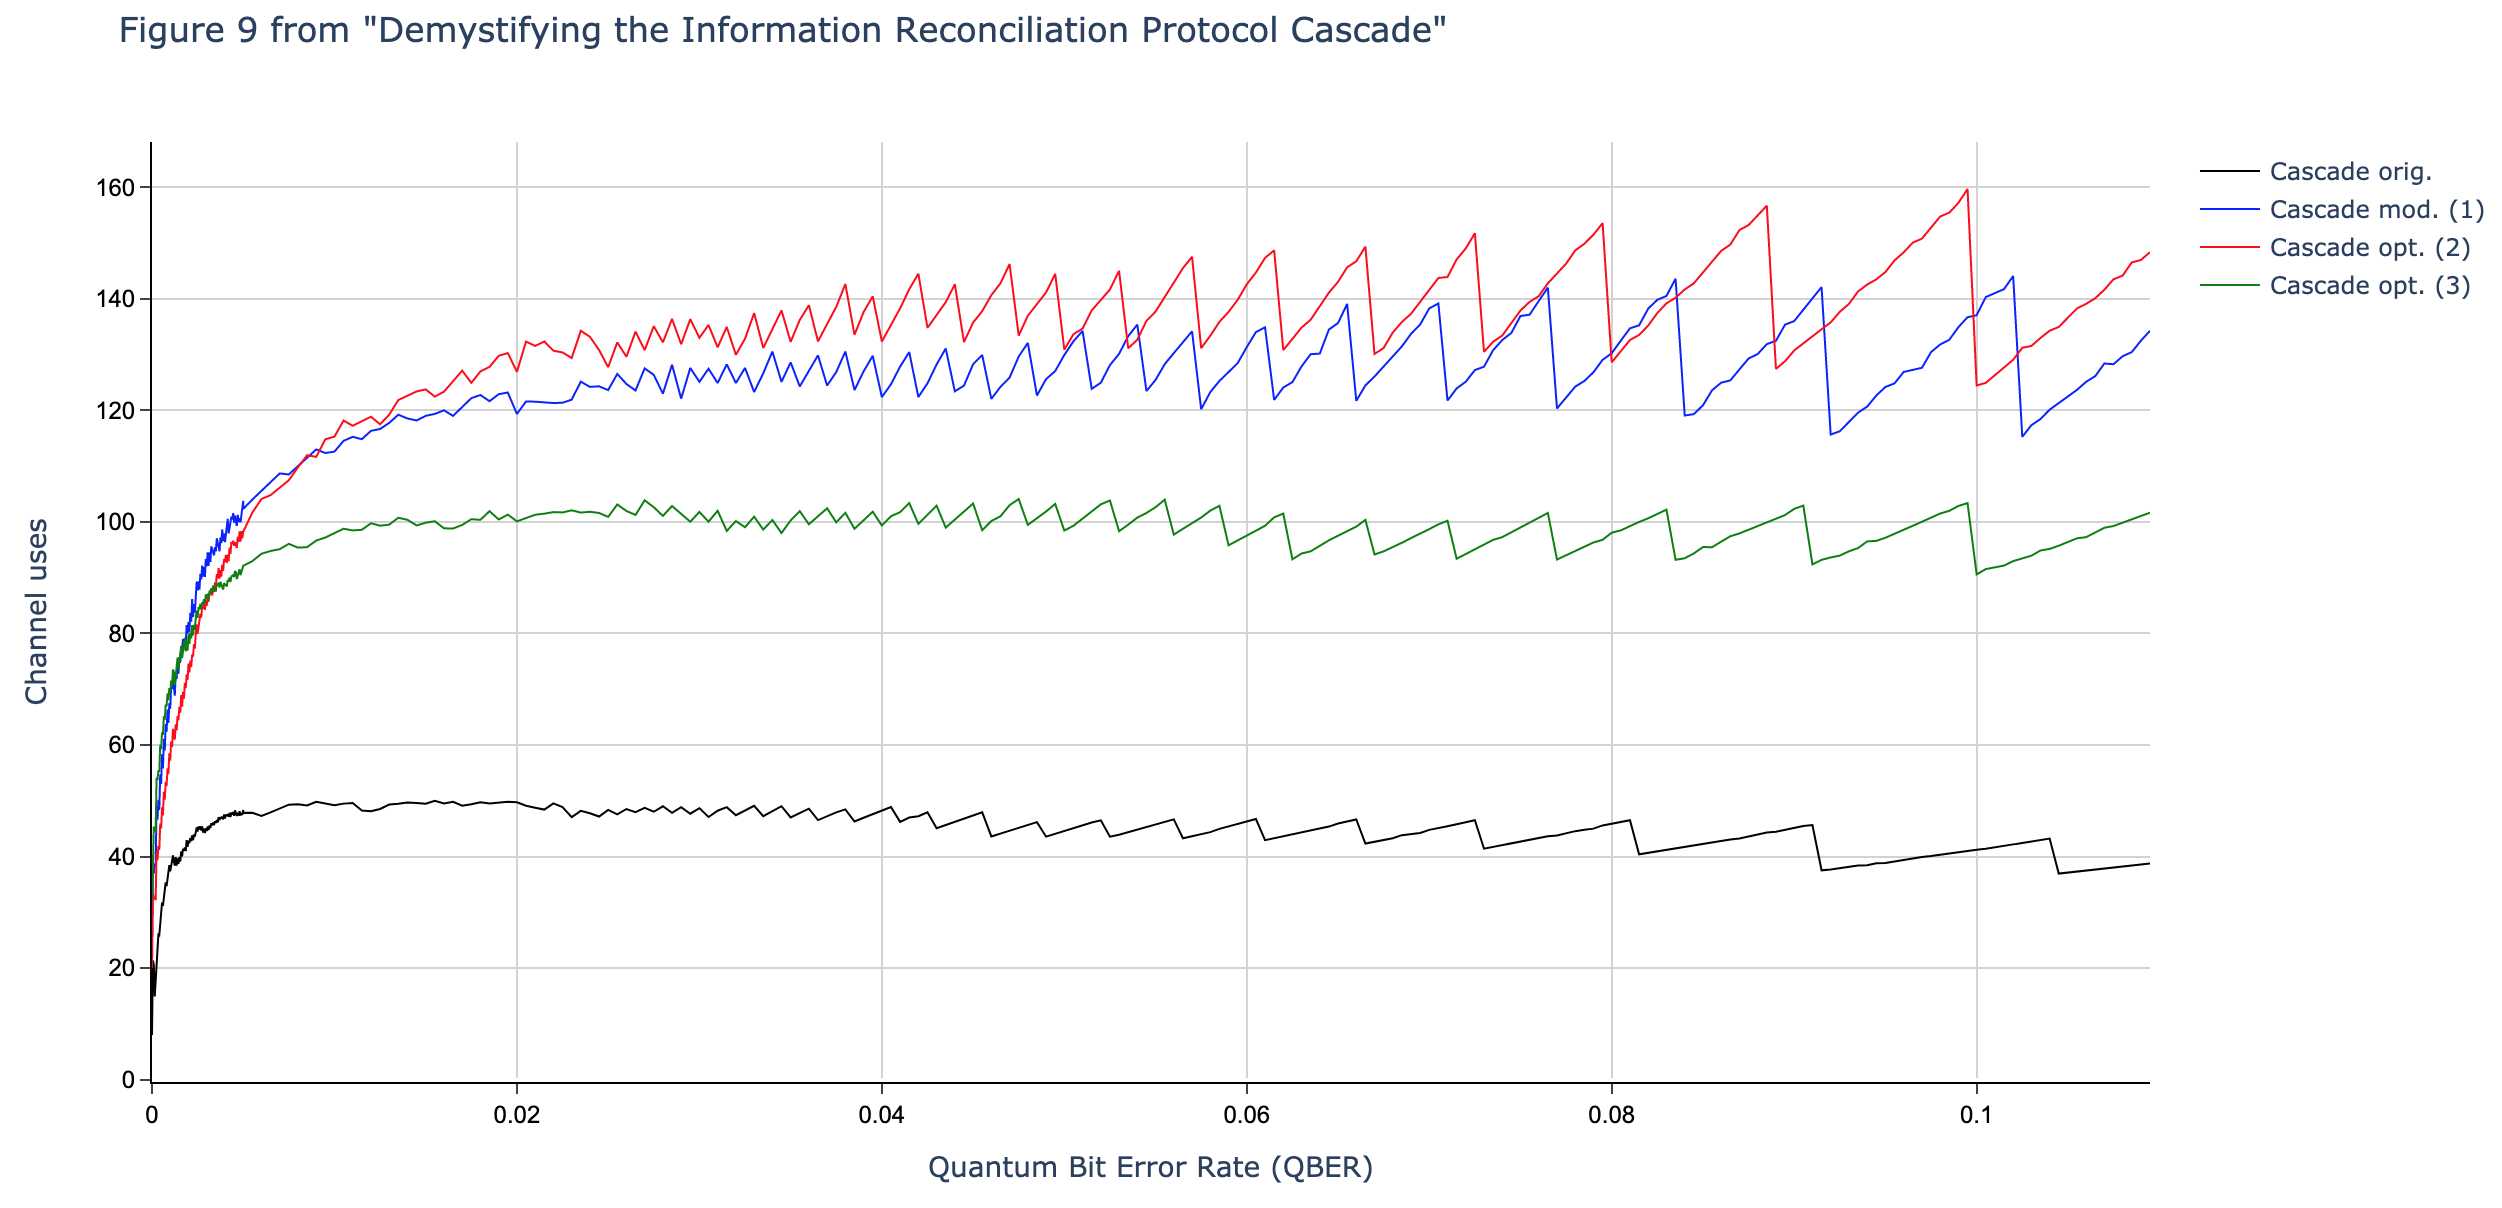 Figure 9 from "Demystifying the Information Reconciliation Protocol Cascade"
Cascade orig.
Cascade mod. (1)
Cascade opt. (2)
Cascade opt. (3)
160
140
120
100
80
60
40
20
0
Channel uses
0
0.02
0.04
0.06
0.08
0.1
Quantum Bit Error Rate (QBER)